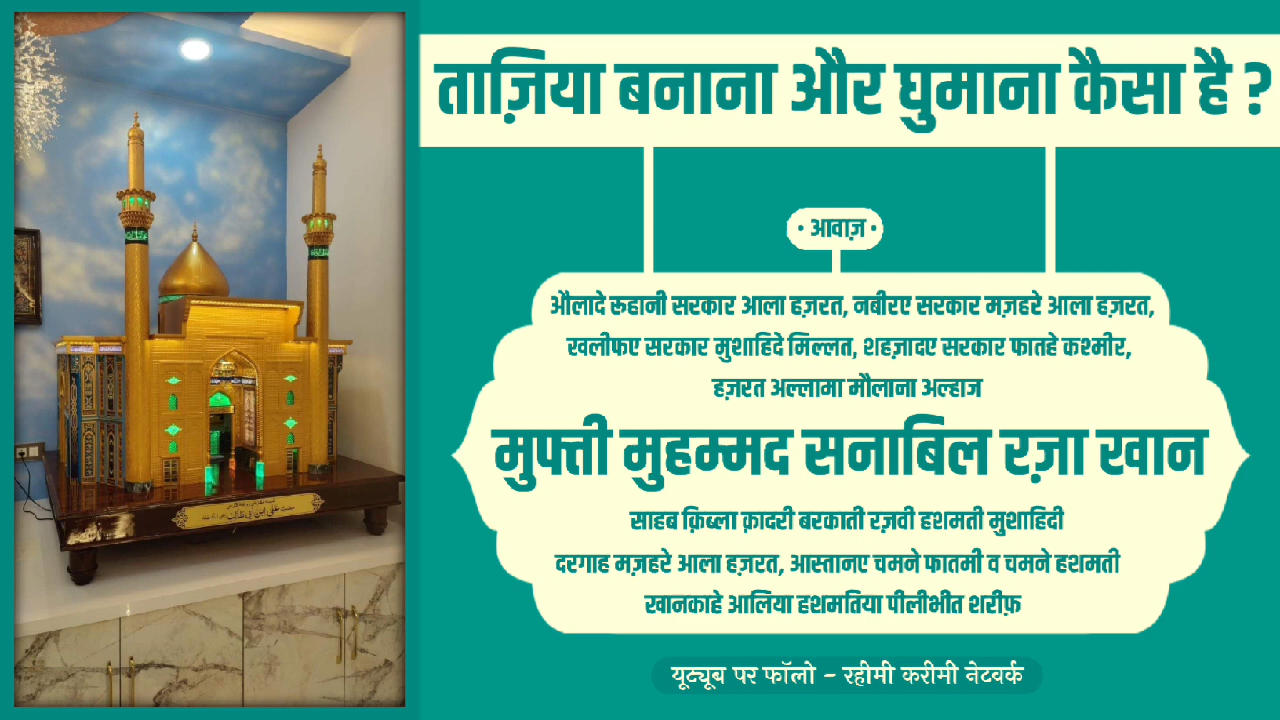 ताज़िया बनाना और घुमाना कैसा है ?
• आवाज़ •
औलादे रूहानी सरकार आला हज़रत, नबीरए सरकार मज़हरे आला हज़रत,
खलीफए सरकार मुशाहिदे मिल्लत, शहज़ादए सरकार फातहे कश्मीर,
हज़रत अल्लामा मौलाना अल्हाज
मुफ्ती मुहम्मद सनाबिल रज़ा खान
साहब क़िब्ला क़ादरी बरकाती रज़वी हशमती मुशाहिदी
दरगाह मज़हरे आला हज़रत, आस्तानए चमने फातमी व चमने हशमती
खानकाहे आलिया हशमतिया पीलीभीत शरीफ़
यूट्यूब पर फॉलो - रहीमी करीमी नेटवर्क